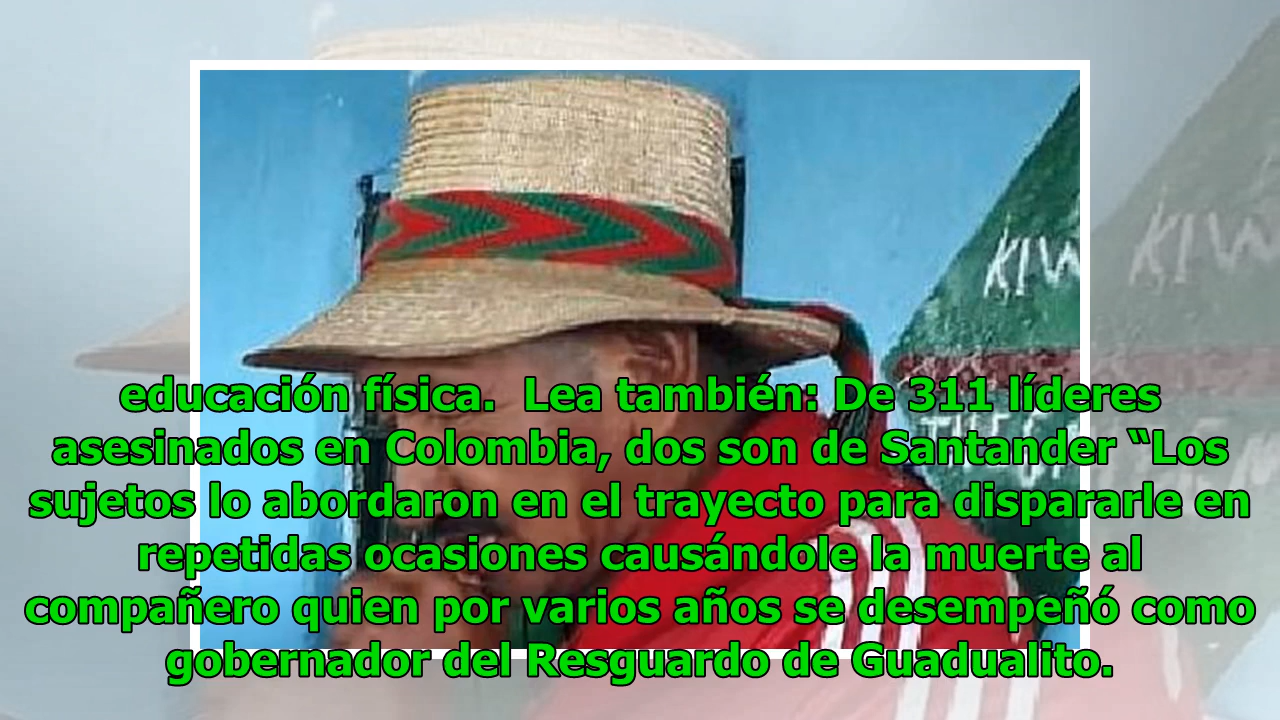 KIW
KIW
educación física. Lea también: De 311 líderes
asesinados en Colombia, dos son de Santander “Los
sujetos lo abordaron en el trayecto para dispararle en
repetidas ocasiones causándole la muerte al
compañero quien por varios años se desempeñó como
gobernador del Resguardo de Guadualito.